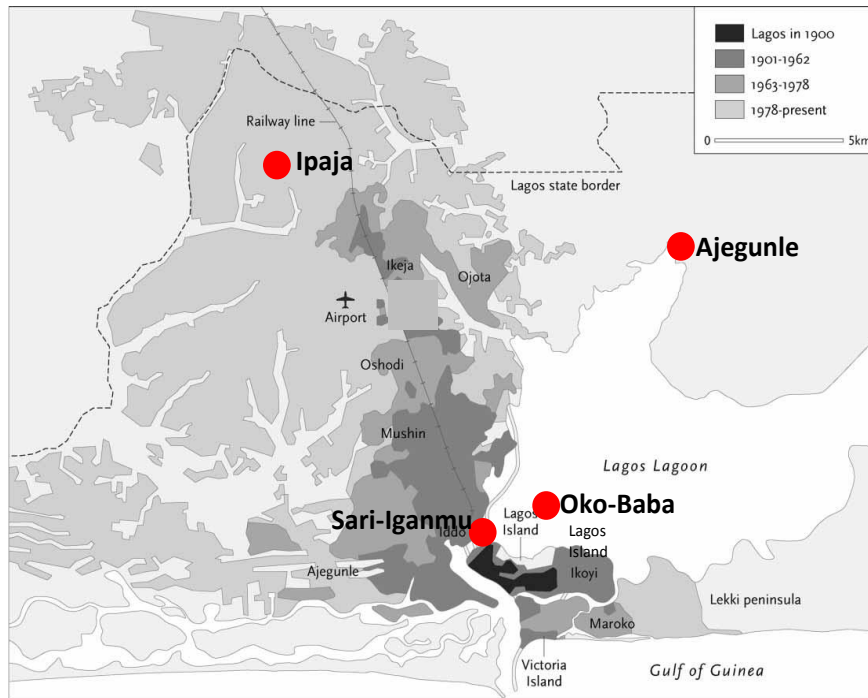 Lagos in 1900
1901-1962
1963-1978
1978-present
0 5km
Railway line
Ipaja
Lagos state border
Ajegunle
Ikeja
Ojota
Airport
Oshodi
Mushin
Lagos Lagoon
Oko-Baba
Sari-Iganmu
Iddo
Lagos
Island
Lagos
Island
Ajegunle
Ikoyi
Lekki peninsula
Maroko
Victoria
Island
Gulf of Guinea